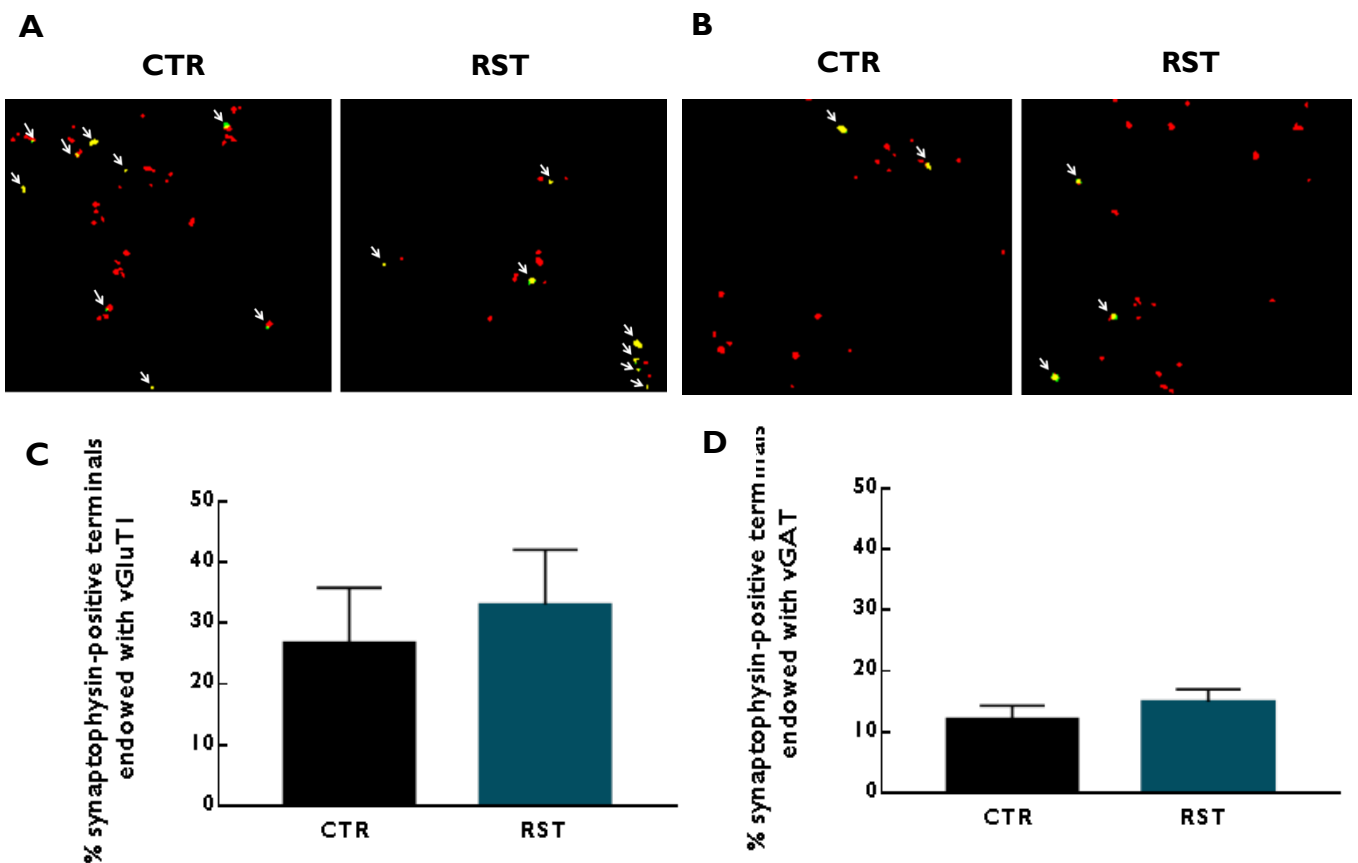 A
B
CTR
RST
CTR
RST
C
% synaptophysin-positive terminals
endowed with vGluT1
50
40
30
20
10
0
CTR
RST
D
% synaptophysin-positive terminals
endowed with vGAT
50
40
30
20
10
0
CTR
RST